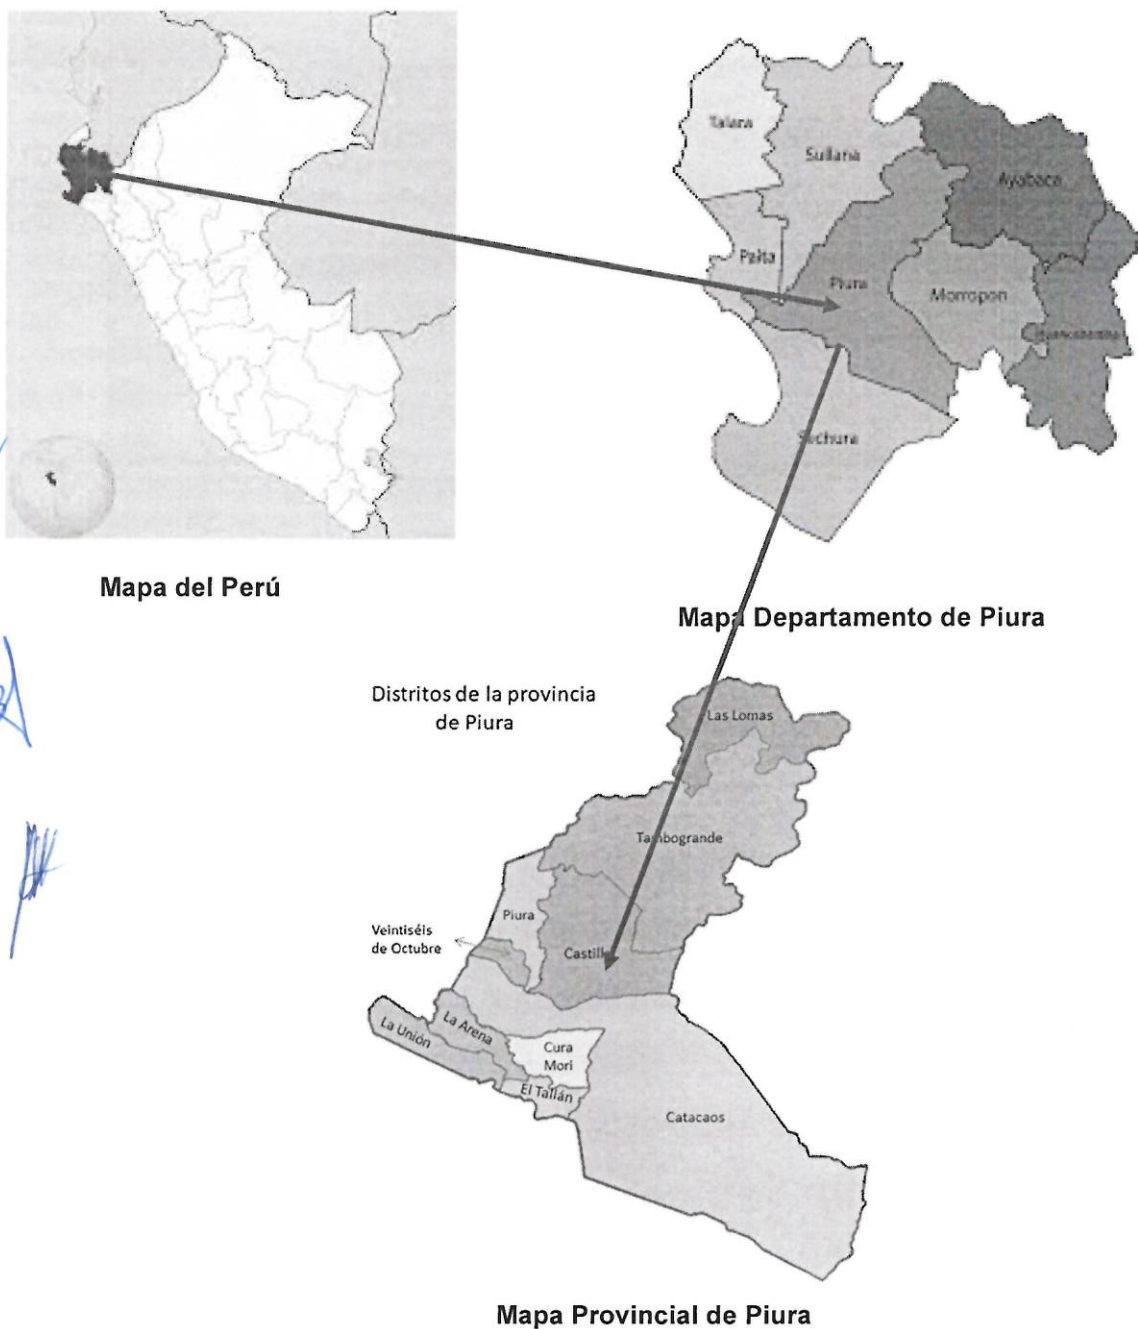 Talara
Sullana
Ayabaca
Paita
Piura
Morropon
Huancabamba
Sechura
Mapa del Perú
Mapa Departamento de Piura
Distritos de la provincia
de Piura
Las Lomas
Tambogrande
Piura
Veintiséis
de Octubre
Castilla
La Unión
La Arena
Cura
Mori
El Tallán
Catacaos
Mapa Provincial de Piura